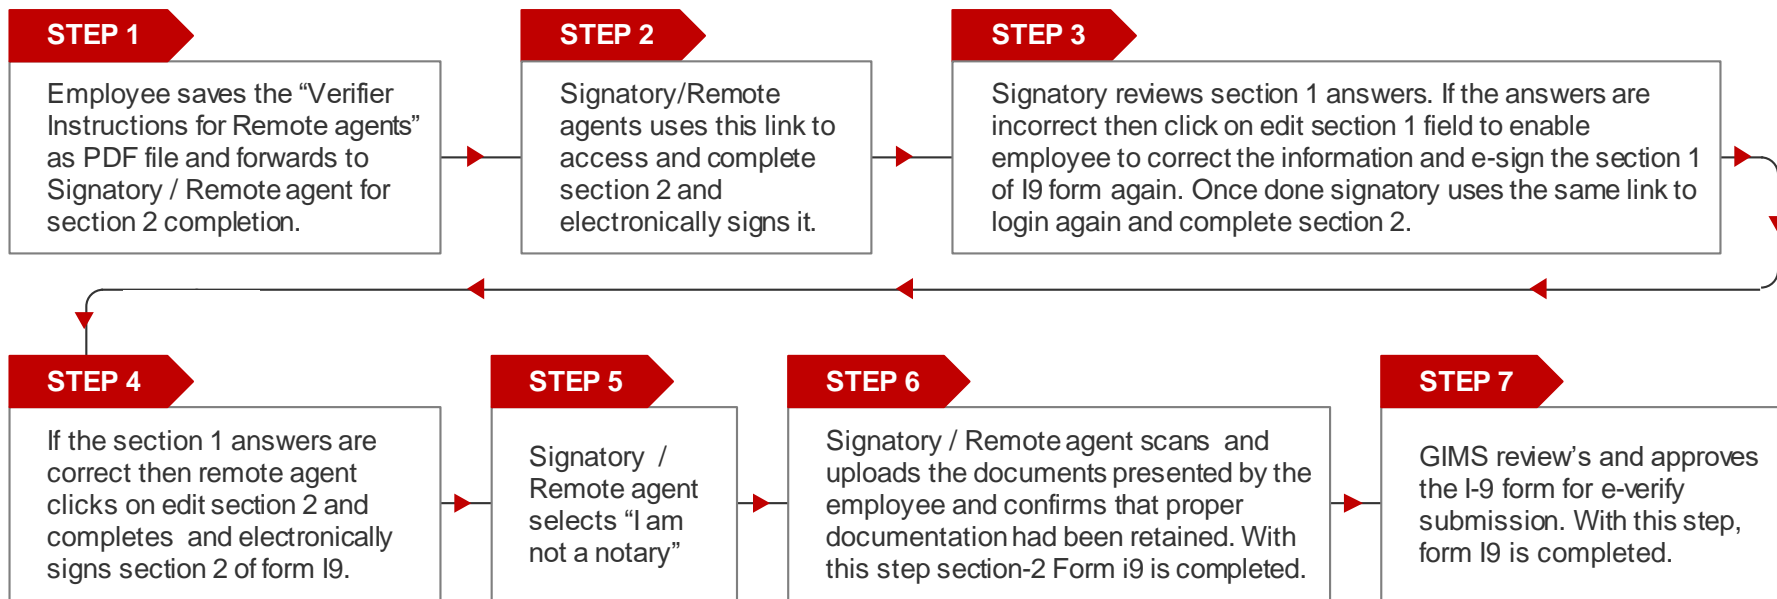 STEP 1
Employee saves the “Verifier
Instructions for Remote agents”
as PDF file and forwards to
Signatory / Remote agent for
section 2 completion.
STEP 2
Signatory/Remote
agents uses this link to
access and complete
section 2 and
electronically signs it.
STEP 3
Signatory reviews section 1 answers. If the answers are
incorrect then click on edit section 1 field to enable
employee to correct the information and e-sign the section 1
of I9 form again. Once done signatory uses the same link to
login again and complete section 2.
STEP 4
If the section 1 answers are
correct then remote agent
clicks on edit section 2 and
completes and electronically
signs section 2 of form I9.
STEP 5
Signatory /
Remote agent
selects “I am
not a notary”
STEP 6
Signatory / Remote agent scans and
uploads the documents presented by the
employee and confirms that proper
documentation had been retained. With
this step section-2 Form i9 is completed.
STEP 7
GIMS review's and approves
the I-9 form for e-verify
submission. With this step,
form I9 is completed.